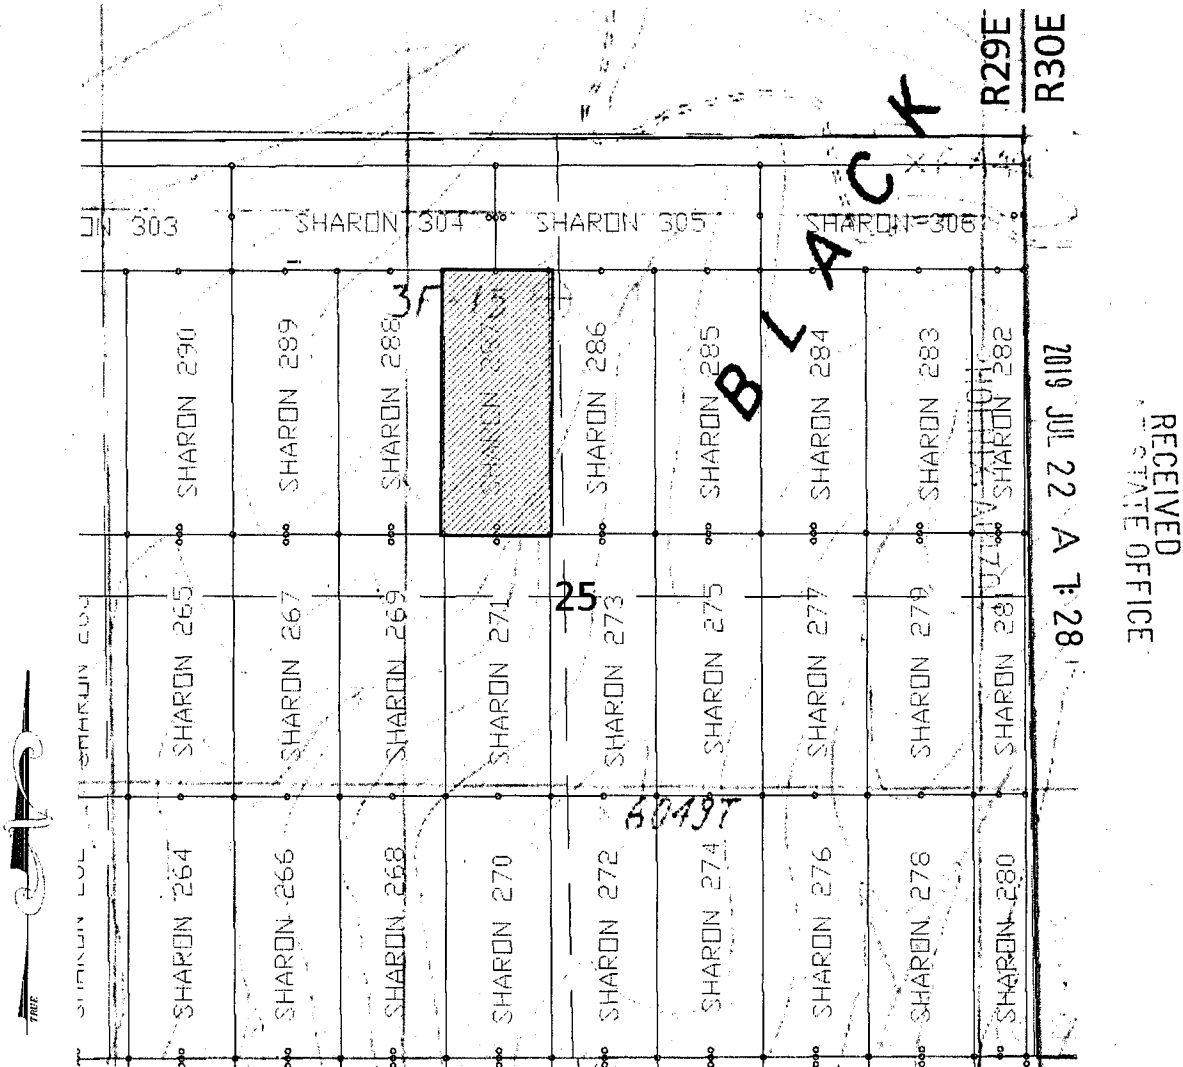 R29E
R30E
BLACK
ON 303
SHARON 304
SHARON 305
SHARON 306
3F
SHARON 290
SHARON 289
SHARON 288
SHARON 287
SHARON 286
SHARON 285
SHARON 284
SHARON 283
SHARON 282
25
SHARON 265
SHARON 267
SHARON 269
SHARON 271
SHARON 273
SHARON 275
SHARON 277
SHARON 279
SHARON 281
SHARON 264
SHARON 266
SHARON 268
SHARON 270
SHARON 272
SHARON 274
SHARON 276
SHARON 278
SHARON 280
RECEIVED
STATE OFFICE
2019 JUL 22 A 7:28
TRUE